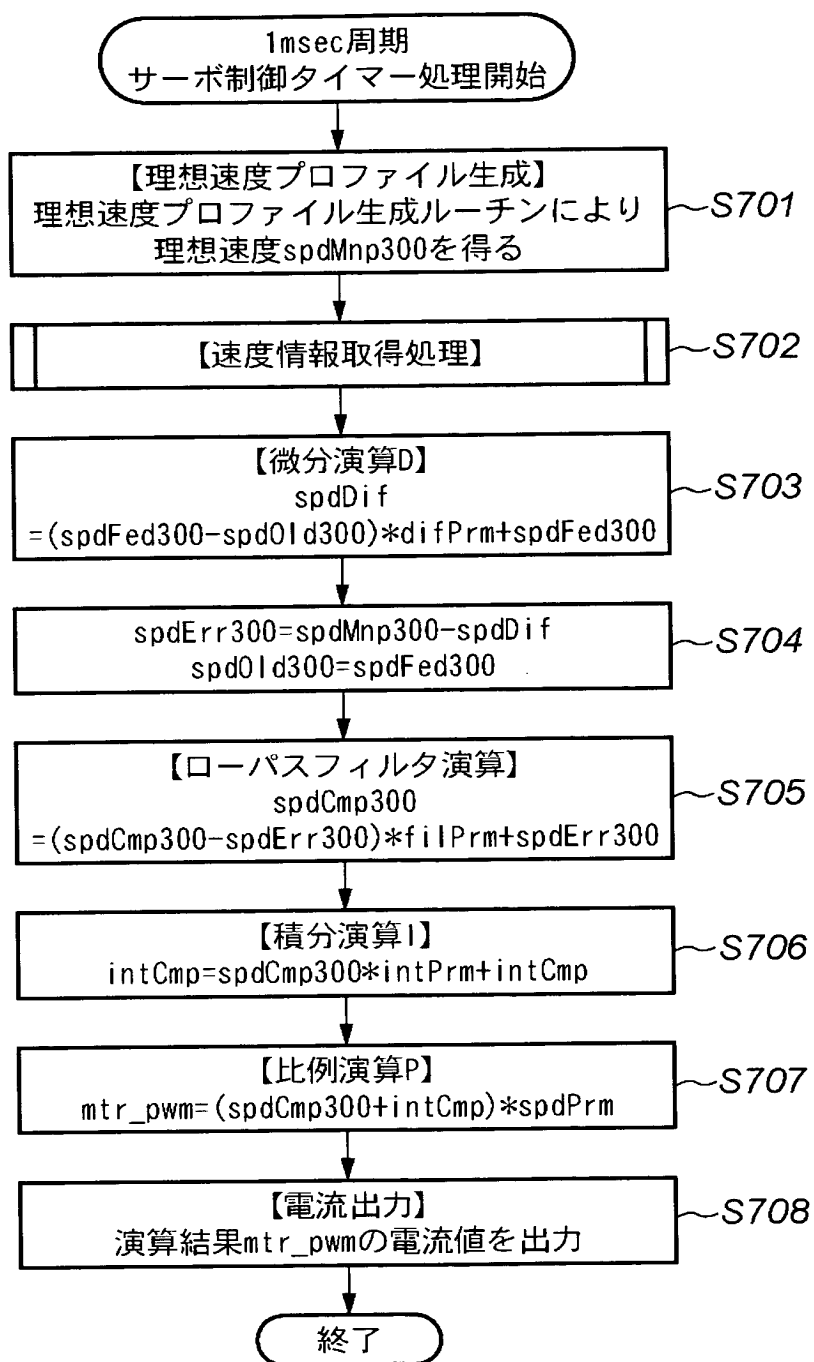 1msec周期
サーボ制御タイマー処理開始
【理想速度プロファイル生成】
理想速度プロファイル生成ルーチンにより
理想速度spdMnp300を得る
S701
【速度情報取得処理】
S702
【微分演算D】
spdDif
=(spdFed300-spdOld300)*difPrm+spdFed300
S703
spdErr300=spdMnp300-spdDif
spdOld300=spdFed300
S704
【ローパスフィルタ演算】
spdCmp300
=(spdCmp300-spdErr300)*filPrm+spdErr300
S705
【積分演算I】
intCmp=spdCmp300*intPrm+intCmp
S706
【比例演算P】
mtr_pwm=(spdCmp300+intCmp)*spdPrm
S707
【電流出力】
演算結果mtr_pwmの電流値を出力
S708
終了